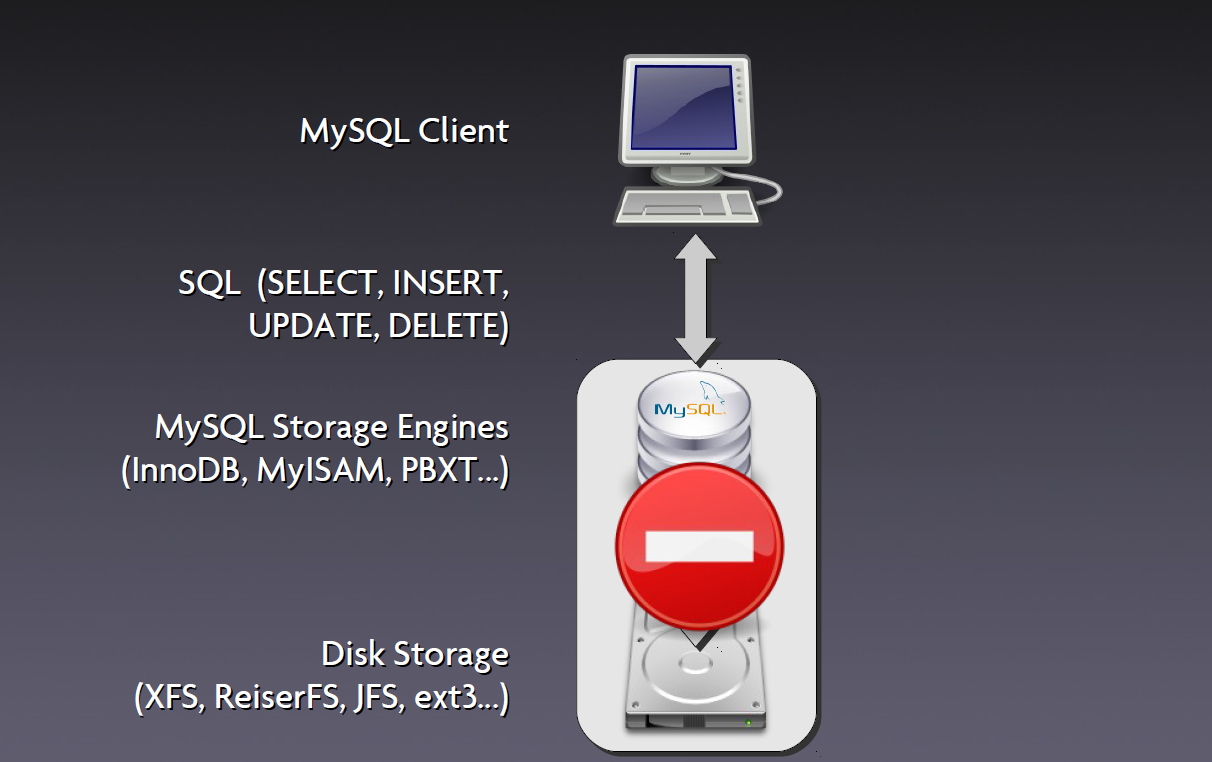 MySQL Client
SQL (SELECT, INSERT,
UPDATE, DELETE)
MySQL
MySQL Storage Engines
(InnoDB, MyISAM, PBXT...)
Disk Storage
(XFS, ReiserFS, JFS, ext3...)